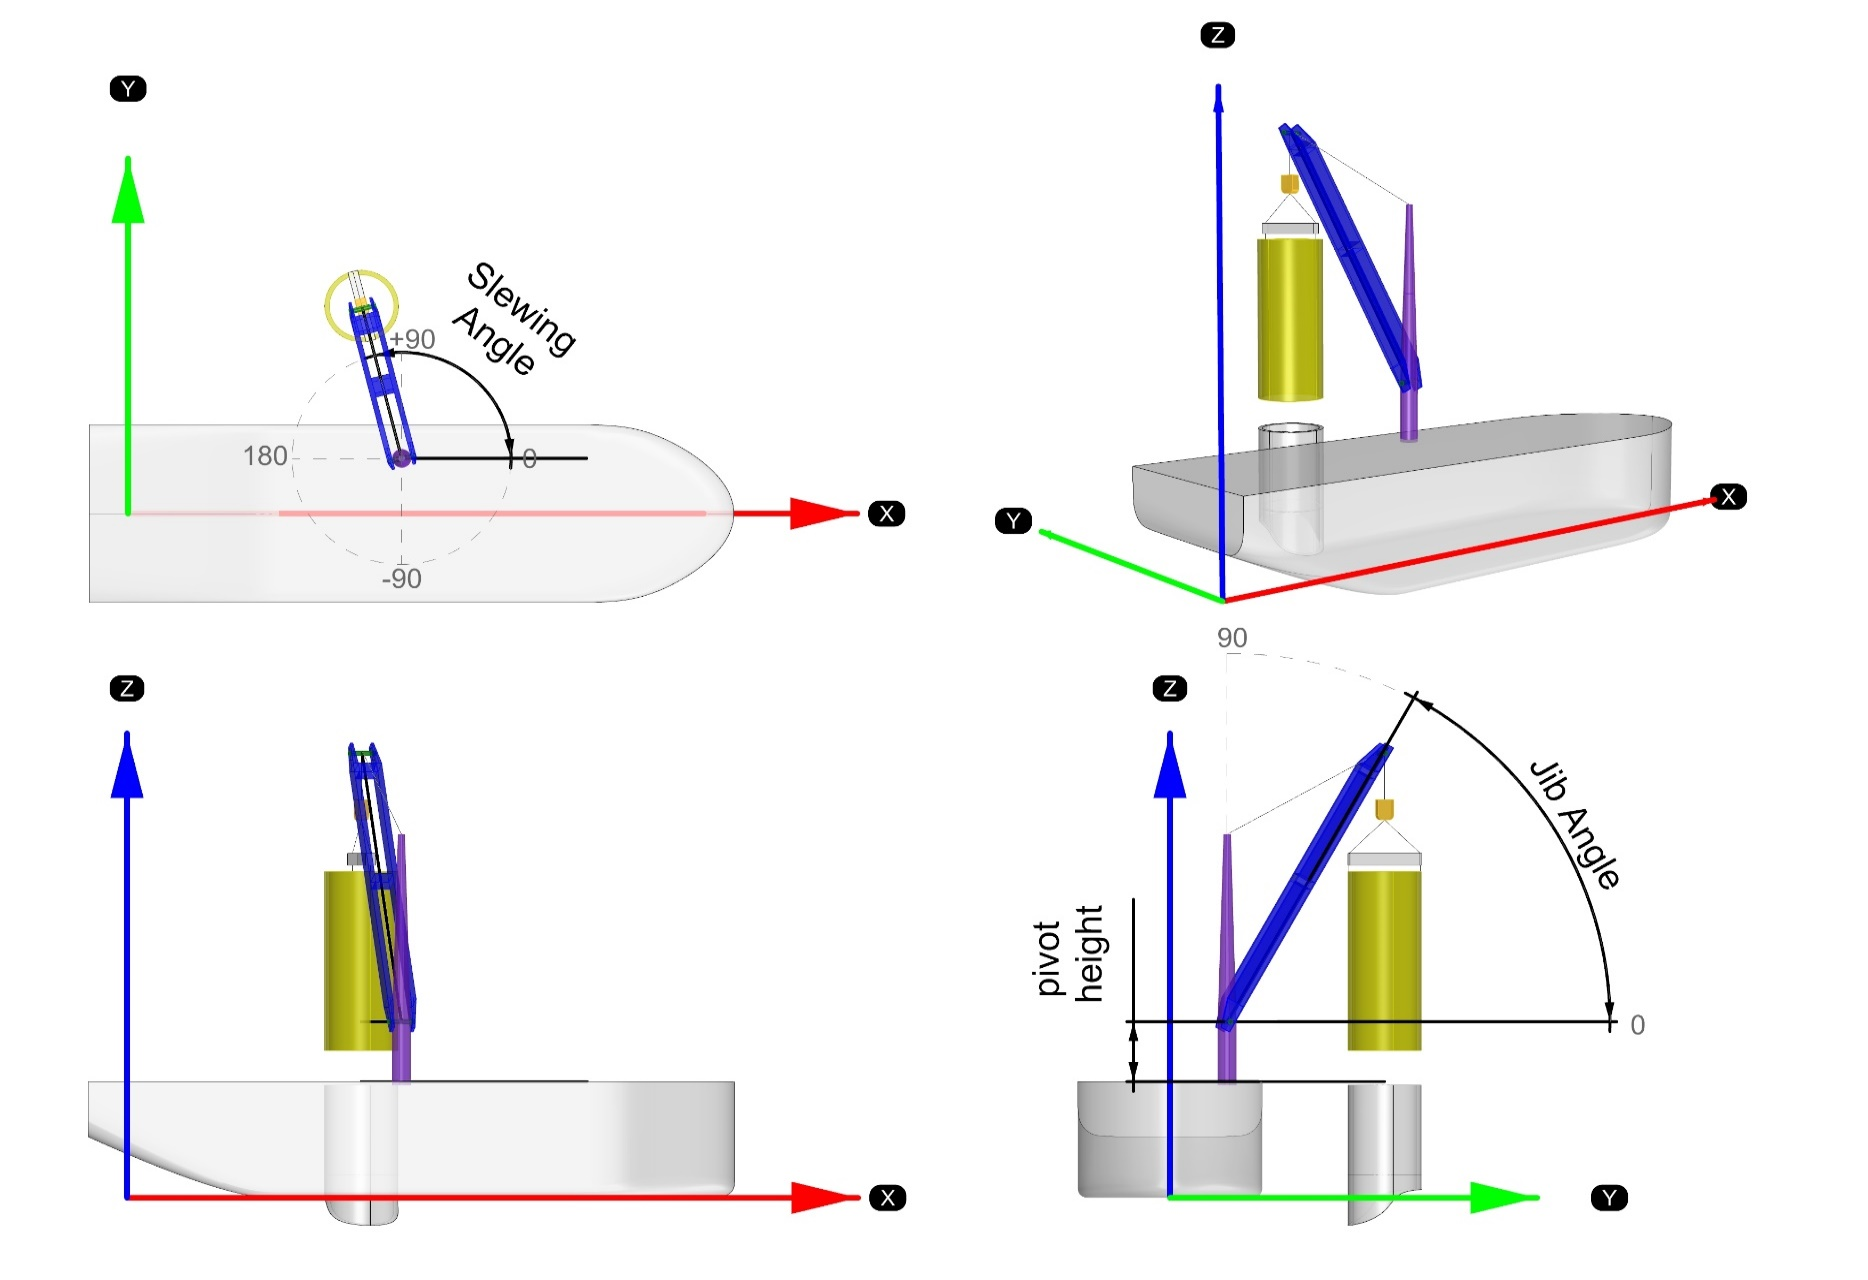 Y
Slewing
Angle
+90
180
0
-90
X
Z
Y
X
Z
X
90
Z
Jib Angle
pivot
height
0
Y